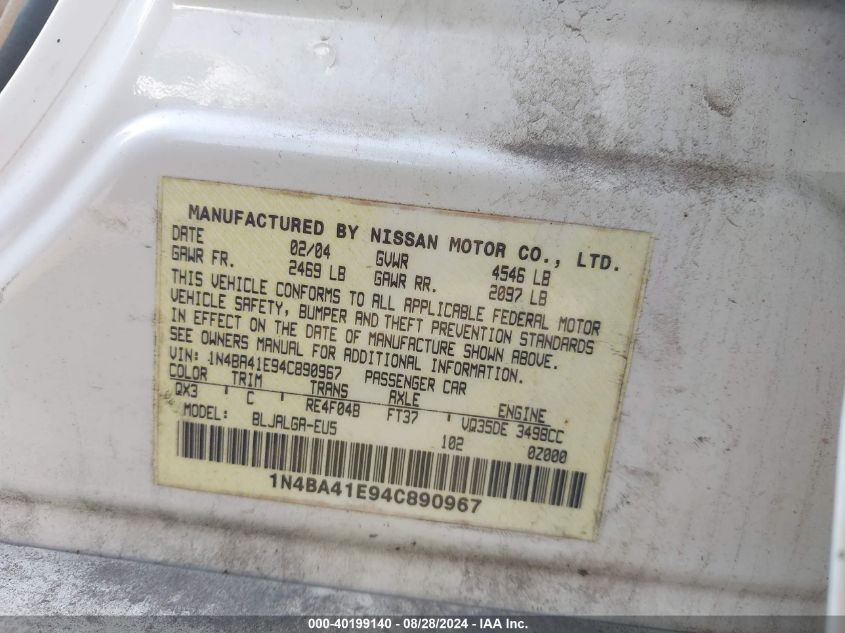 MANUFACTURED BY NISSAN MOTOR CO., LTD.
DATE 02/04 GVWR 4546 LB
GAWR FR. 2469 LB GAWR RR. 2097 LB
THIS VEHICLE CONFORMS TO ALL APPLICABLE FEDERAL MOTOR
VEHICLE SAFETY, BUMPER AND THEFT PREVENTION STANDARDS
IN EFFECT ON THE DATE OF MANUFACTURE SHOWN ABOVE.
SEE OWNERS MANUAL FOR ADDITIONAL INFORMATION.
VIN: 1N4BA41E94C890967 PASSENGER CAR
COLOR TRIM TRANS AXLE ENGINE
QX3 C RE4F04B FT37 VQ35DE 3498CC
MODEL: BLJALGA-EU5 102 0Z000
1N4BA41E94C890967
000-40199140 - 08/28/2024 - IAA Inc.